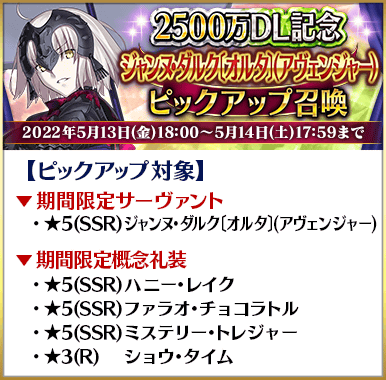 2500万DL記念
ジャンヌ・ダルク(オルタ)(アヴェンジャー)
ピックアップ召喚
2022年5月13日(金)18:00～5月14日(土)17:59まで
【ピックアップ対象】
▼期間限定サーヴァント
・★5(SSR)ジャンヌ・ダルク〔オルタ〕(アヴェンジャー)
▼期間限定概念礼装
・★5(SSR)ハニー・レイク
・★5(SSR)ファラオ・チョコラトル
・★5(SSR)ミステリー・トレジャー
・★3(R) ショウ・タイム